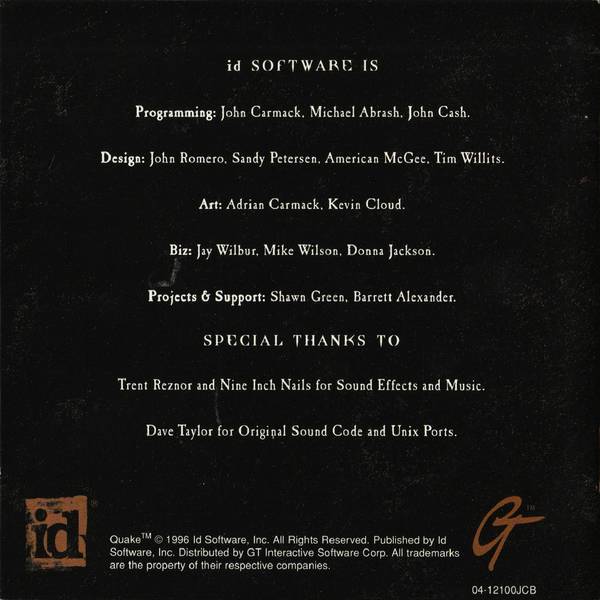 id SOFTWARE IS
Programming: John Carmack, Michael Abrash, John Cash.
Design: John Romero, Sandy Petersen, American McGee, Tim Willits.
Art: Adrian Carmack, Kevin Cloud.
Biz: Jay Wilbur, Mike Wilson, Donna Jackson.
Projects & Support: Shawn Green, Barrett Alexander.
SPECIAL THANKS TO
Trent Reznor and Nine Inch Nails for Sound Effects and Music.
Dave Taylor for Original Sound Code and Unix Ports.
id®
Quake™ © 1996 Id Software, Inc. All Rights Reserved. Published by Id
Software, Inc. Distributed by GT Interactive Software Corp. All trademarks
are the property of their respective companies.
GT™
04-12100JCB